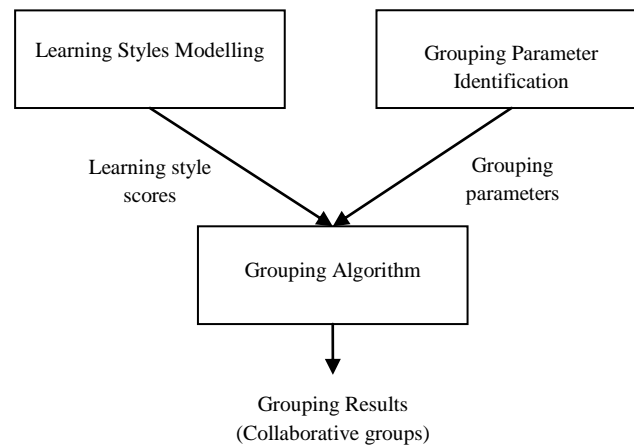 Learning Styles Modelling
Grouping Parameter
Identification
Learning style
scores
Grouping
parameters
Grouping Algorithm
Grouping Results
(Collaborative groups)